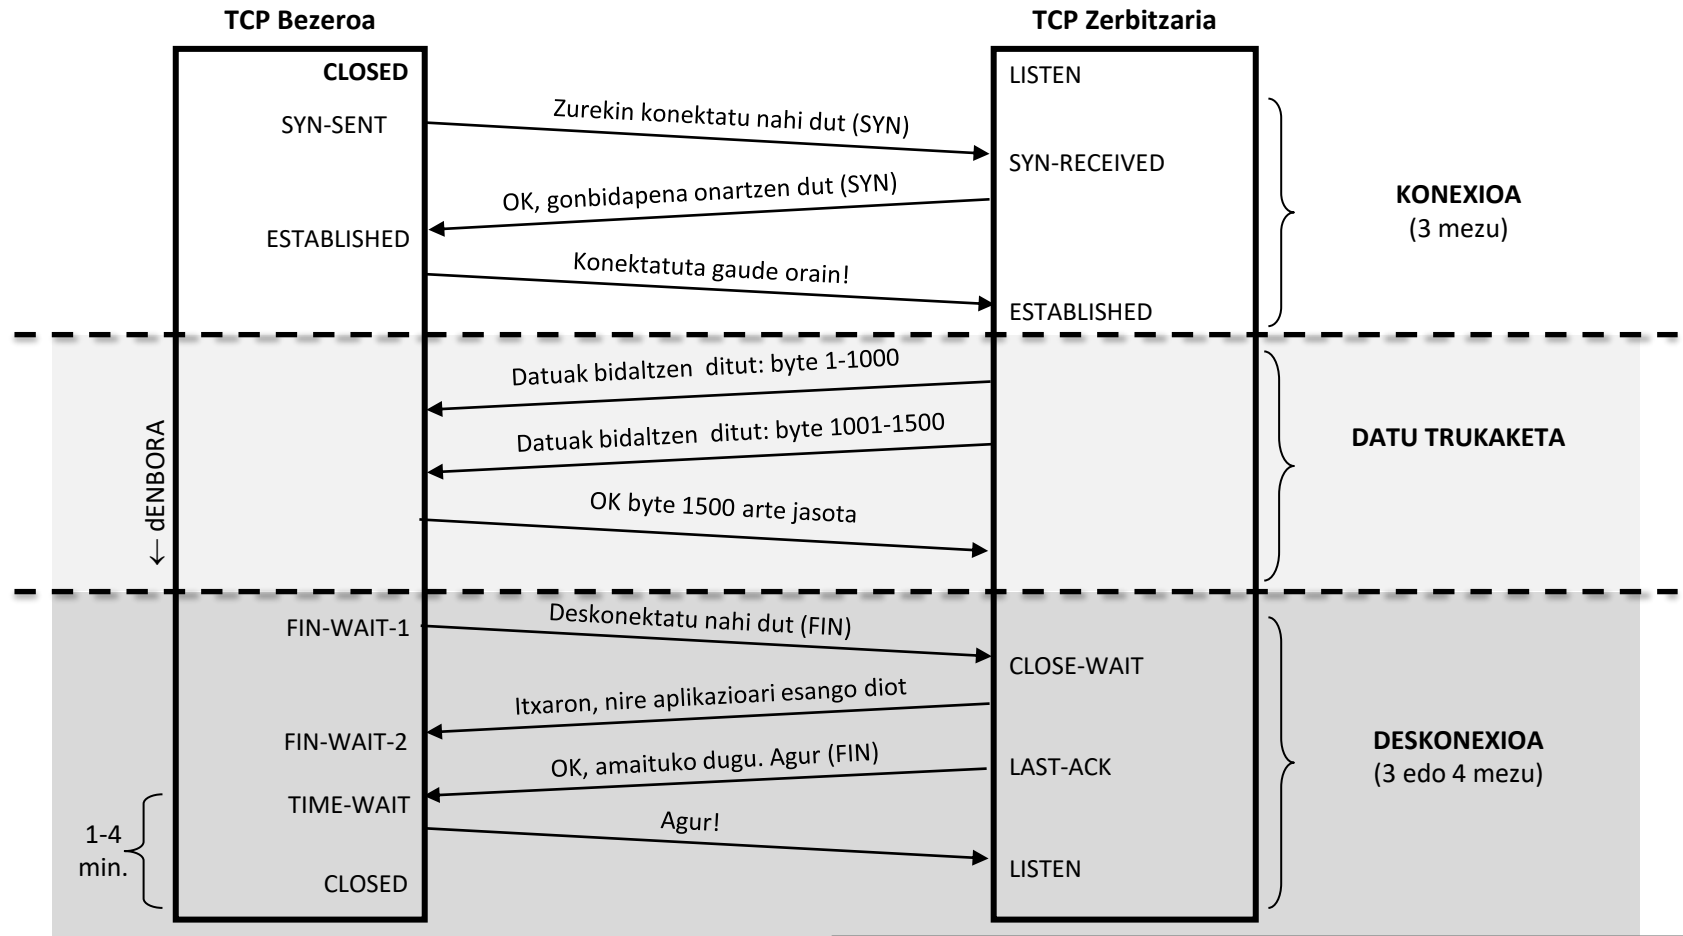 TCP Bezeroa
TCP Zerbitzaria
CLOSED
LISTEN
SYN-SENT
Zurekin konektatu nahi dut (SYN)
SYN-RECEIVED
OK, gonbidapena onartzen dut (SYN)
KONEXIOA
(3 mezu)
ESTABLISHED
Konektatuta gaude orain!
ESTABLISHED
Datuak bidaltzen ditut: byte 1-1000
Datuak bidaltzen ditut: byte 1001-1500
DATU TRUKAKETA
← dENBORA
OK byte 1500 arte jasota
FIN-WAIT-1
Deskonektatu nahi dut (FIN)
CLOSE-WAIT
Itxaron, nire aplikazioari esango diot
FIN-WAIT-2
DESKONEXIOA
(3 edo 4 mezu)
OK, amaituko dugu. Agur (FIN)
LAST-ACK
TIME-WAIT
Agur!
1-4
min.
LISTEN
CLOSED